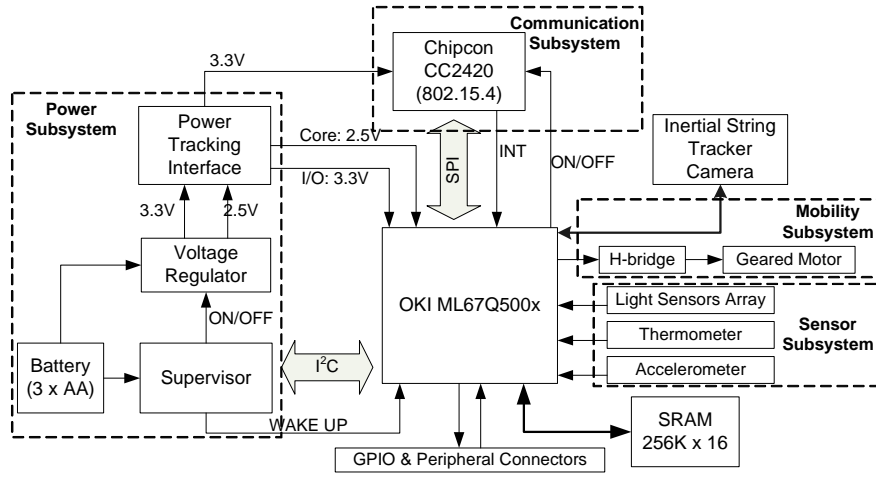 Communication
Subsystem
Chipcon
CC2420
(802.15.4)
3.3V
Power
Subsystem
Power
Tracking
Interface
Core: 2.5V
I/O: 3.3V
SPI
INT
ON/OFF
Inertial String
Tracker
Camera
3.3V
2.5V
Voltage
Regulator
Mobility
Subsystem
H-bridge
Geared Motor
OKI ML67Q500x
Light Sensors Array
Thermometer
Accelerometer
Sensor
Subsystem
ON/OFF
Battery
(3 x AA)
Supervisor
I²C
WAKE UP
SRAM
256K x 16
GPIO & Peripheral Connectors